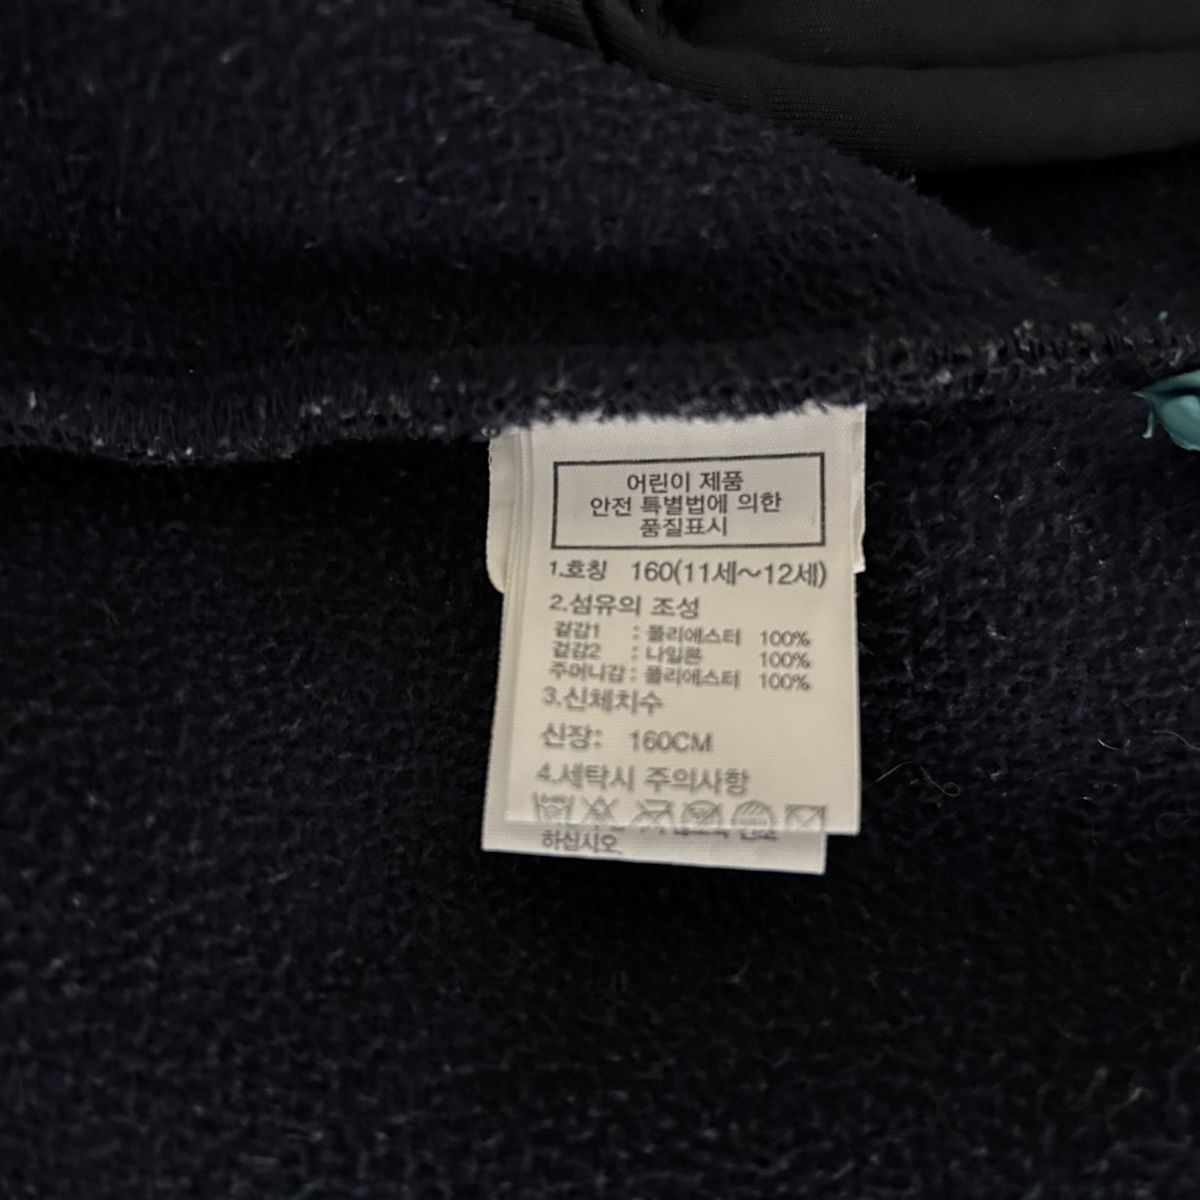 어린이 제품
안전 특별법에 의한
품질표시
1.호칭 160(11세~12세)
2.섬유의 조성
겉감1 : 폴리에스터 100%
겉감2 : 나일론 100%
주머니감 : 폴리에스터 100%
3.신체치수
신장: 160CM
4.세탁시 주의사항
하십시오.